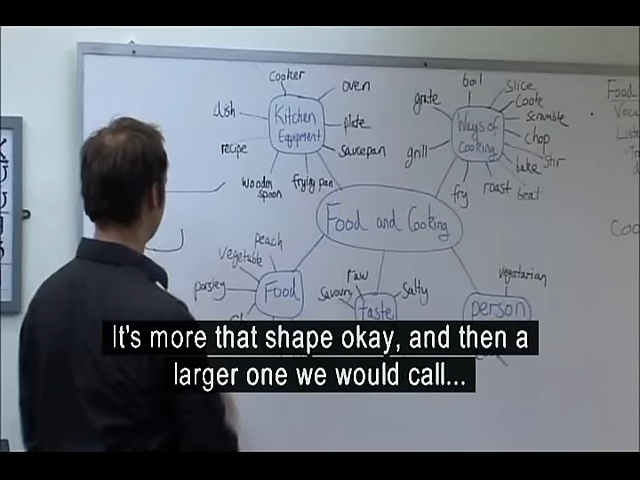 cooker
oven
dish
Kitchen
Equipment
plate
recipe
saucepan
wooden
spoon
frying pan
boil
slice
cook
grate
scramble
Ways of
Cooking
chop
grill
stir
bake
fry
roast
beat
Food
Voca
Coo
Food and Cooking
peach
vegetable
parsley
Food
raw
savoury
salty
taste
vegetarian
person
It's more that shape okay, and then a
larger one we would call...